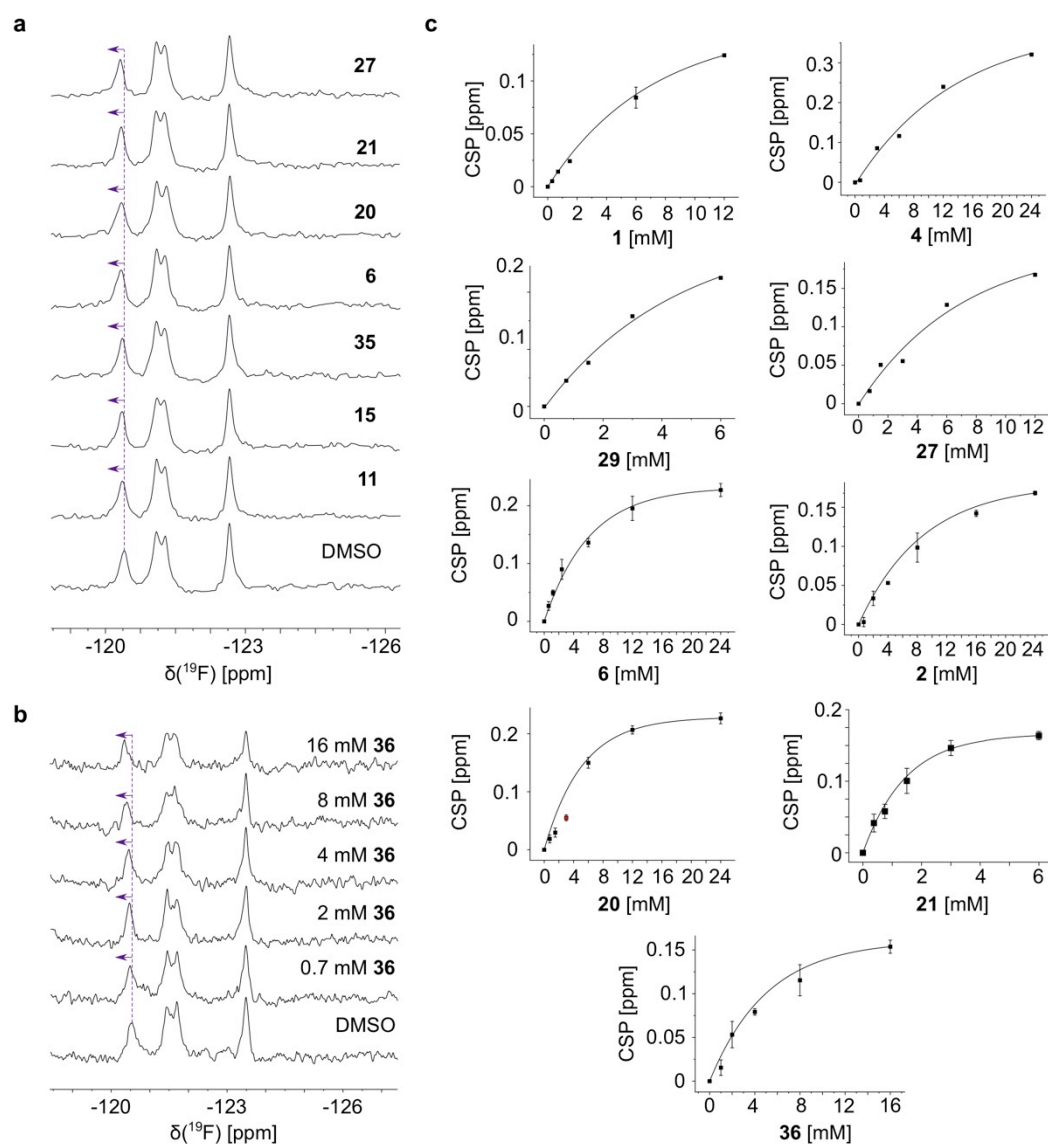 a
27
21
20
6
35
15
11
DMSO
-120 -123 -126
δ(¹⁹F) [ppm]
b
16 mM 36
8 mM 36
4 mM 36
2 mM 36
0.7 mM 36
DMSO
-120 -123 -126
δ(¹⁹F) [ppm]
c
CSP [ppm]
0.1
0.05
0
0 2 4 6 8 10 12
1 [mM]
CSP [ppm]
0.3
0.2
0.1
0
0 4 8 12 16 20 24
4 [mM]
CSP [ppm]
0.2
0.1
0
0 2 4 6
29 [mM]
CSP [ppm]
0.15
0.1
0.05
0
0 2 4 6 8 10 12
27 [mM]
CSP [ppm]
0.2
0.1
0
0 4 8 12 16 20 24
6 [mM]
CSP [ppm]
0.15
0.1
0.05
0
0 4 8 12 16 20 24
2 [mM]
CSP [ppm]
0.2
0.1
0
0 4 8 12 16 20 24
20 [mM]
CSP [ppm]
0.2
0.15
0.1
0.05
0
0 2 4 6
21 [mM]
CSP [ppm]
0.15
0.1
0.05
0
0 4 8 12 16
36 [mM]